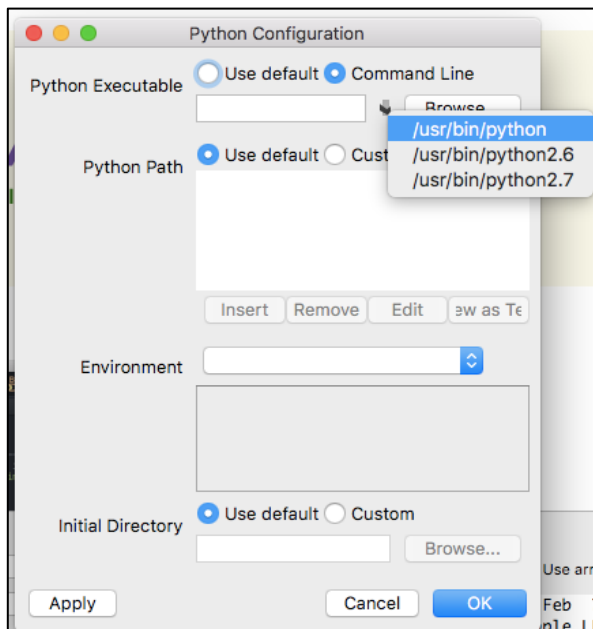 Python Configuration
Python Executable
Use default Command Line
Browse...
/usr/bin/python
/usr/bin/python2.6
/usr/bin/python2.7
Python Path
Use default
Insert Remove Edit
Environment
Initial Directory
Use default Custom
Browse...
Use
Apply Cancel OK
Feb